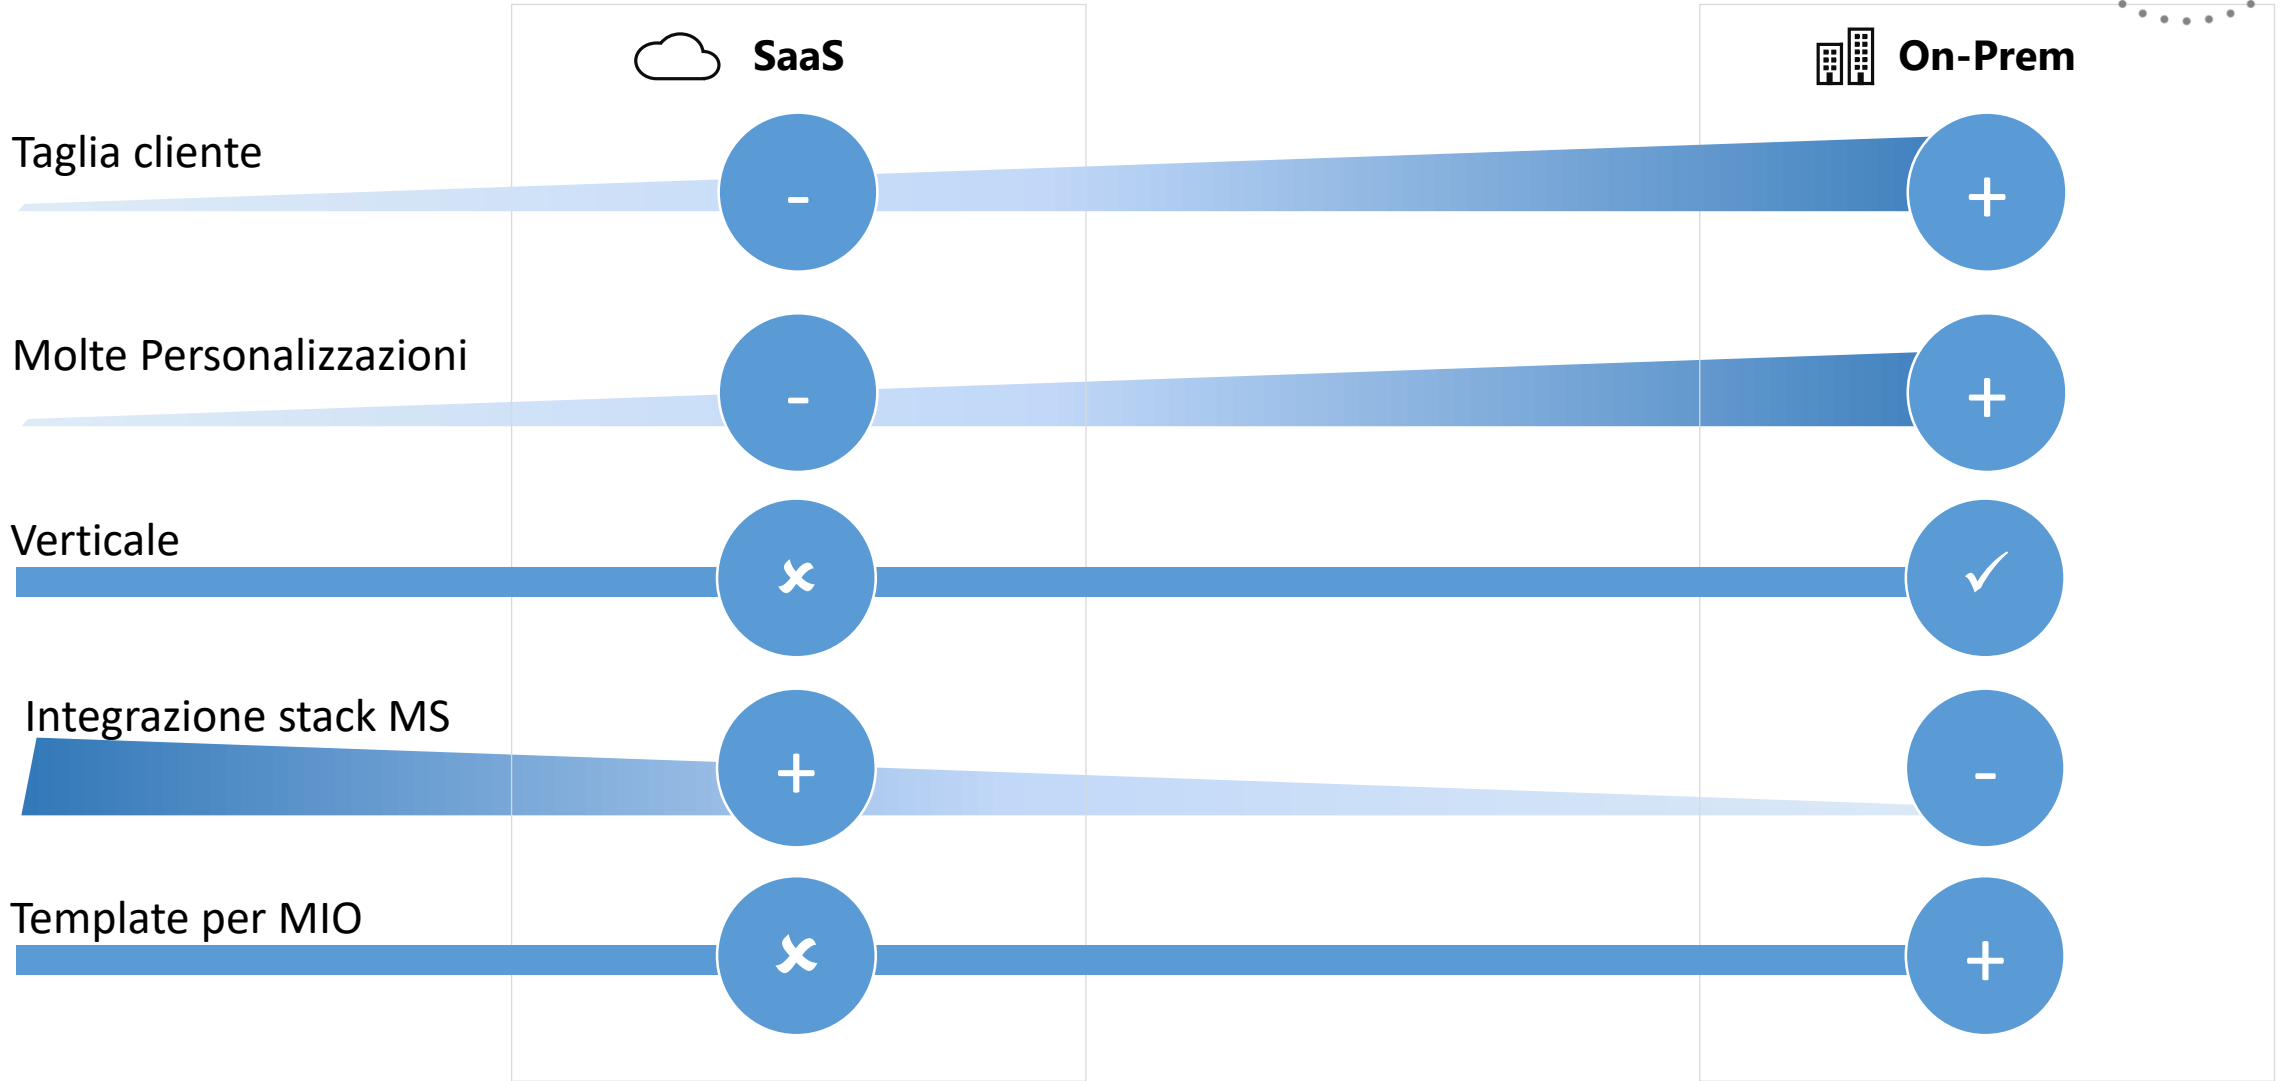 SaaS
On-Prem
Taglia cliente
-
+
Molte Personalizzazioni
-
+
Verticale
✘
✓
Integrazione stack MS
+
-
Template per MIO
✘
+